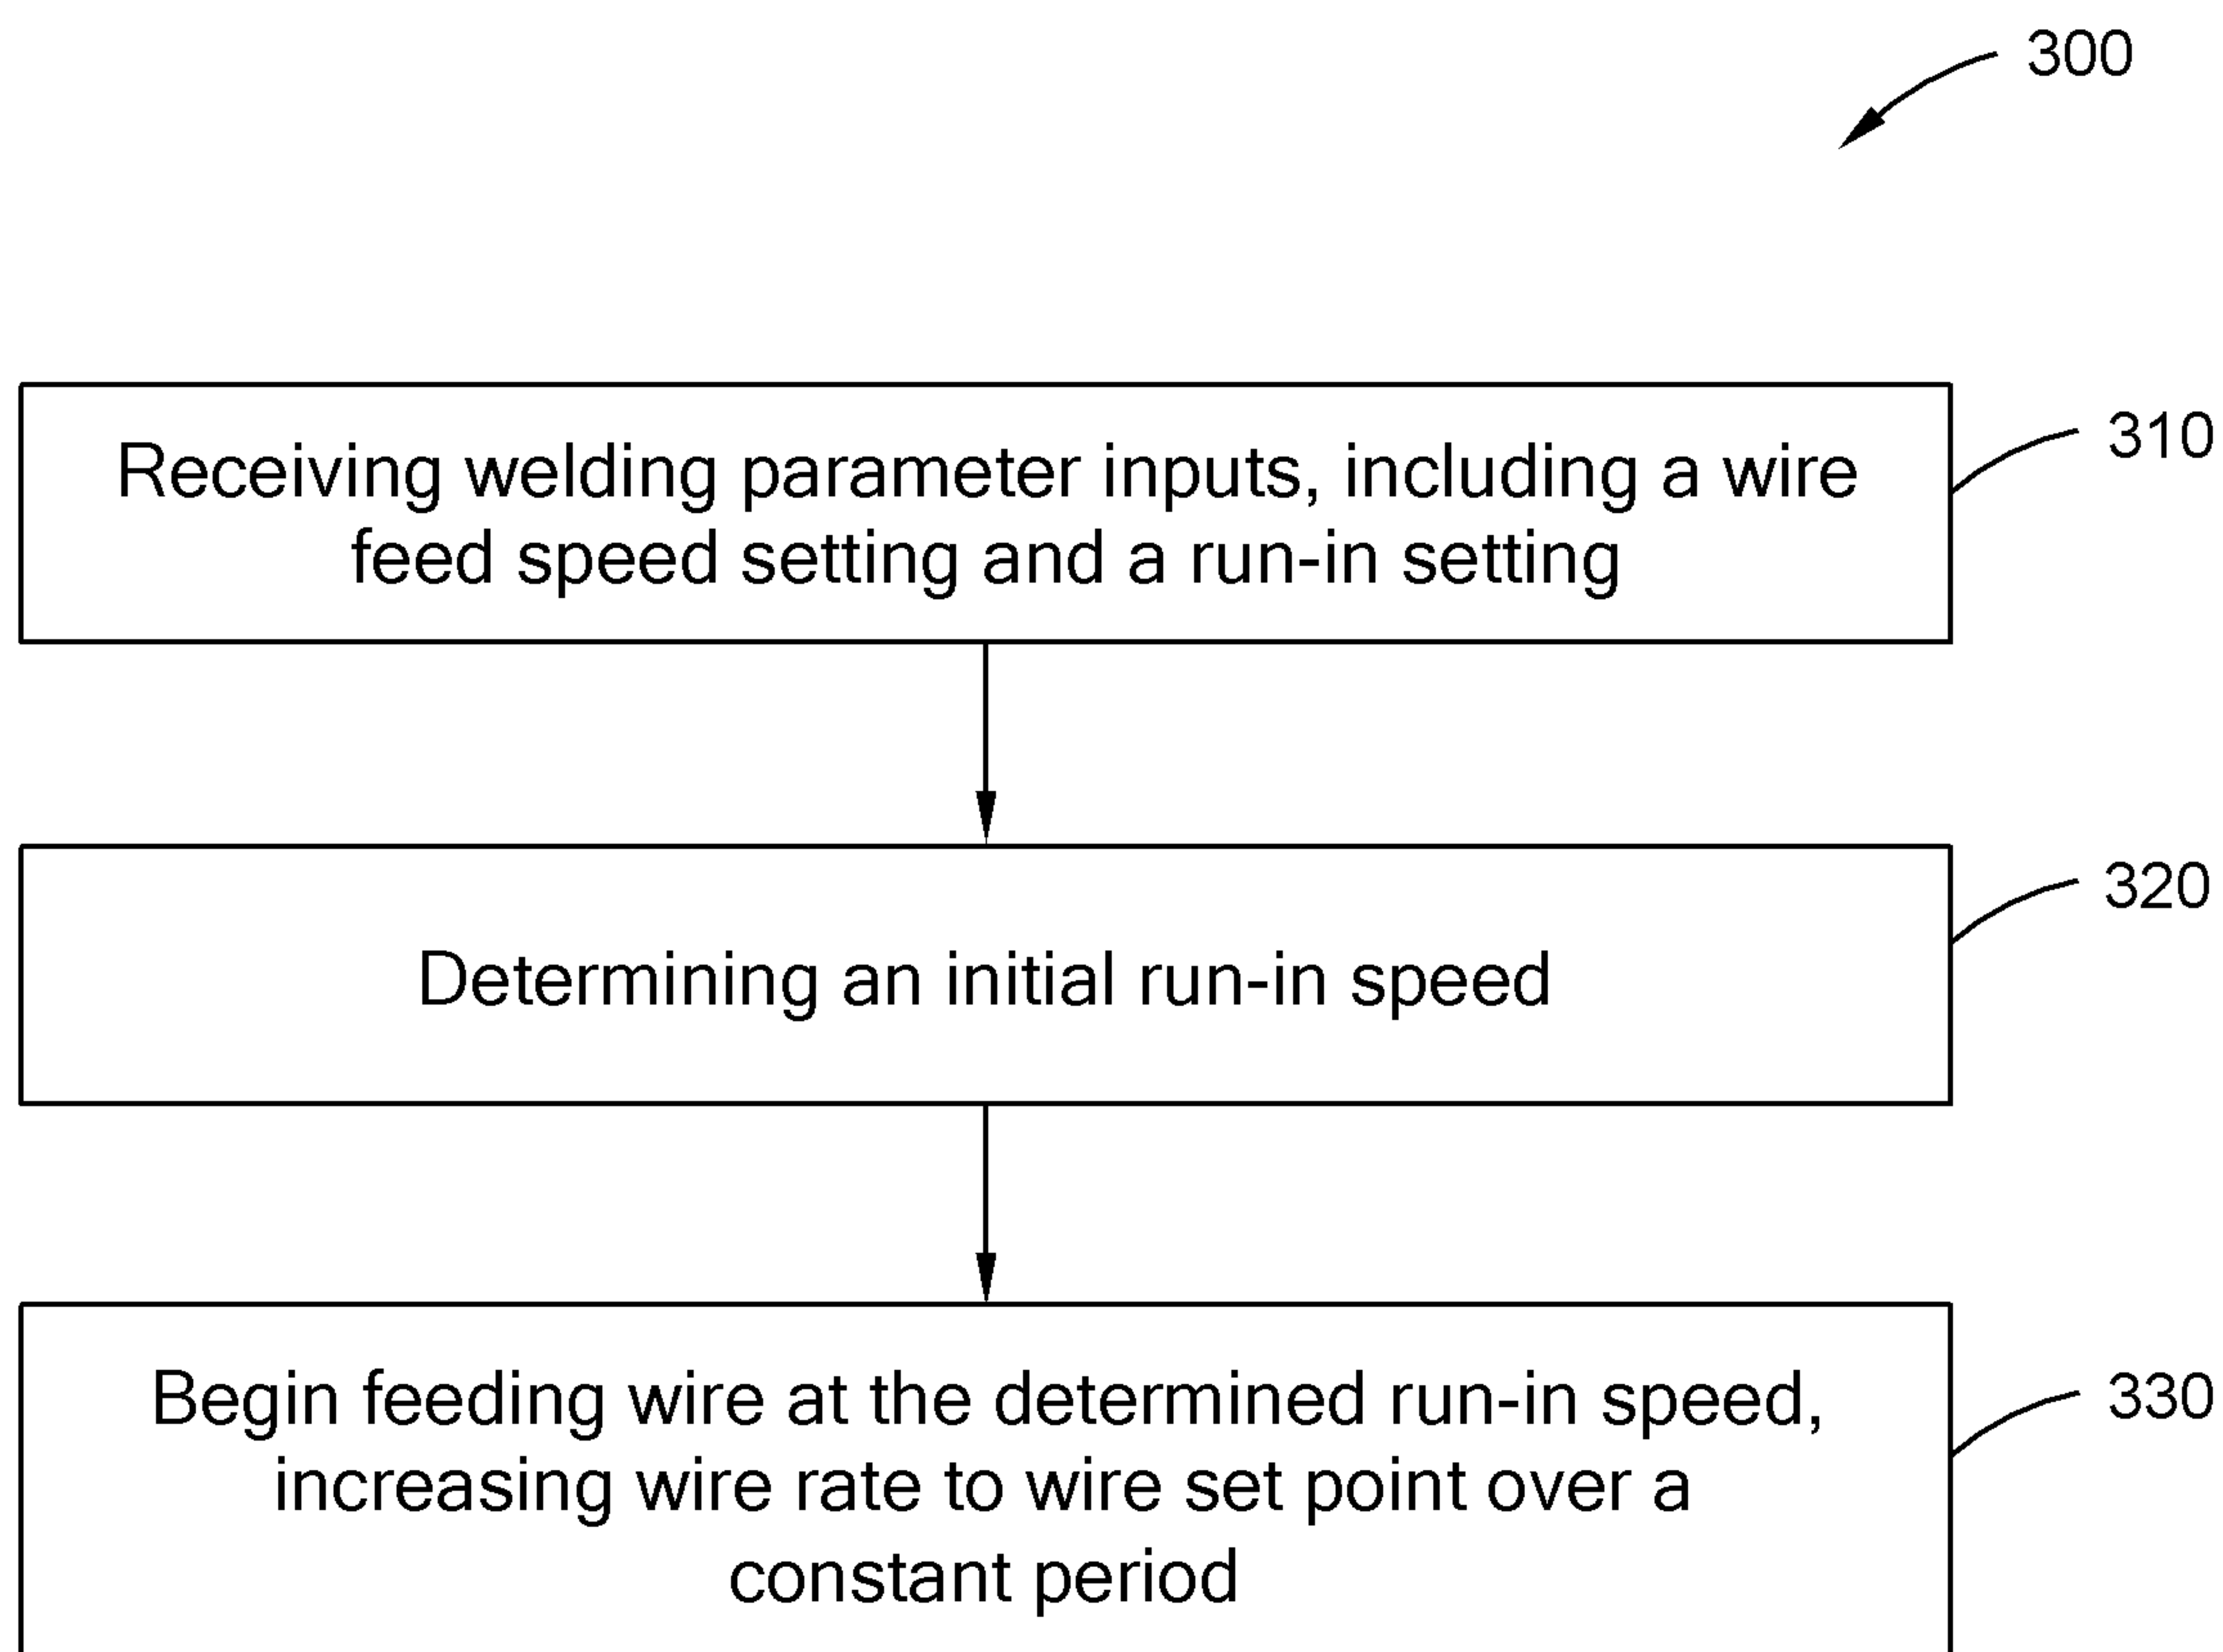 300
Receiving welding parameter inputs, including a wire
feed speed setting and a run-in setting
310
Determining an initial run-in speed
320
Begin feeding wire at the determined run-in speed,
increasing wire rate to wire set point over a
constant period
330